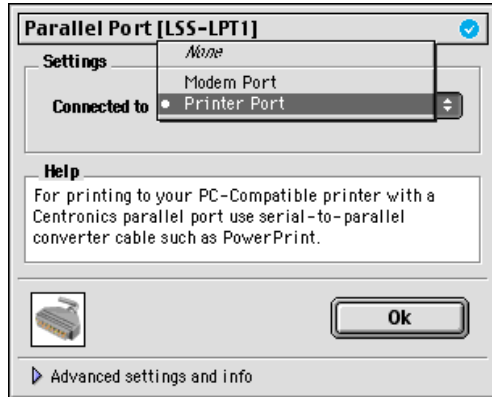 Parallel Port [LSS-LPT1]
Settings
None
Modem Port
Connected to
Printer Port
Help
For printing to your PC-Compatible printer with a
Centronics parallel port use serial-to-parallel
converter cable such as PowerPrint.
Ok
Advanced settings and info